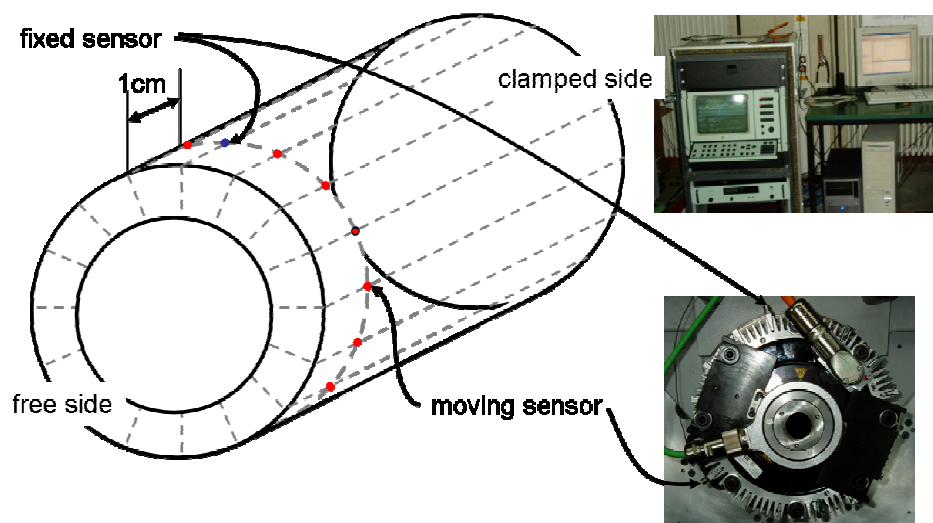 fixed sensor
1cm
clamped side
free side
moving sensor